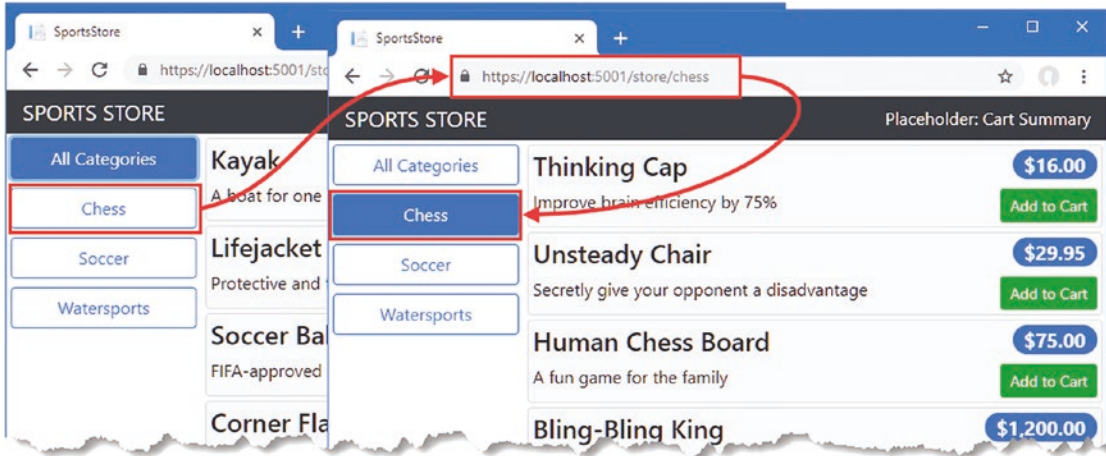 SportsStore
https://localhost:5001/sto
SPORTS STORE
All Categories
Chess
Soccer
Watersports
Kayak
A boat for one
Lifejacket
Protective and
Soccer Bal
FIFA-approved
Corner Fla
SportsStore
https://localhost:5001/store/chess
SPORTS STORE
Placeholder: Cart Summary
All Categories
Chess
Soccer
Watersports
Thinking Cap
$16.00
Improve brain efficiency by 75%
Add to Cart
Unsteady Chair
$29.95
Secretly give your opponent a disadvantage
Add to Cart
Human Chess Board
$75.00
A fun game for the family
Add to Cart
Bling-Bling King
$1,200.00